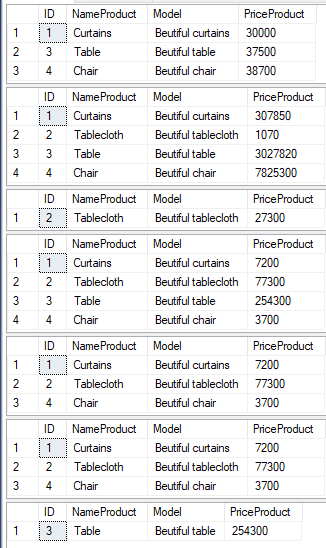 ID NameProduct Model PriceProduct
1 1 Curtains Beutiful curtains 30000
2 3 Table Beutiful table 37500
3 4 Chair Beutiful chair 38700
ID NameProduct Model PriceProduct
1 1 Curtains Beutiful curtains 307850
2 2 Tablecloth Beutiful tablecloth 1070
3 3 Table Beutiful table 3027820
4 4 Chair Beutiful chair 7825300
ID NameProduct Model PriceProduct
1 2 Tablecloth Beutiful tablecloth 27300
ID NameProduct Model PriceProduct
1 1 Curtains Beutiful curtains 7200
2 2 Tablecloth Beutiful tablecloth 77300
3 3 Table Beutiful table 254300
4 4 Chair Beutiful chair 3700
ID NameProduct Model PriceProduct
1 1 Curtains Beutiful curtains 7200
2 2 Tablecloth Beutiful tablecloth 77300
3 4 Chair Beutiful chair 3700
ID NameProduct Model PriceProduct
1 1 Curtains Beutiful curtains 7200
2 2 Tablecloth Beutiful tablecloth 77300
3 4 Chair Beutiful chair 3700
ID NameProduct Model PriceProduct
1 3 Table Beutiful table 254300